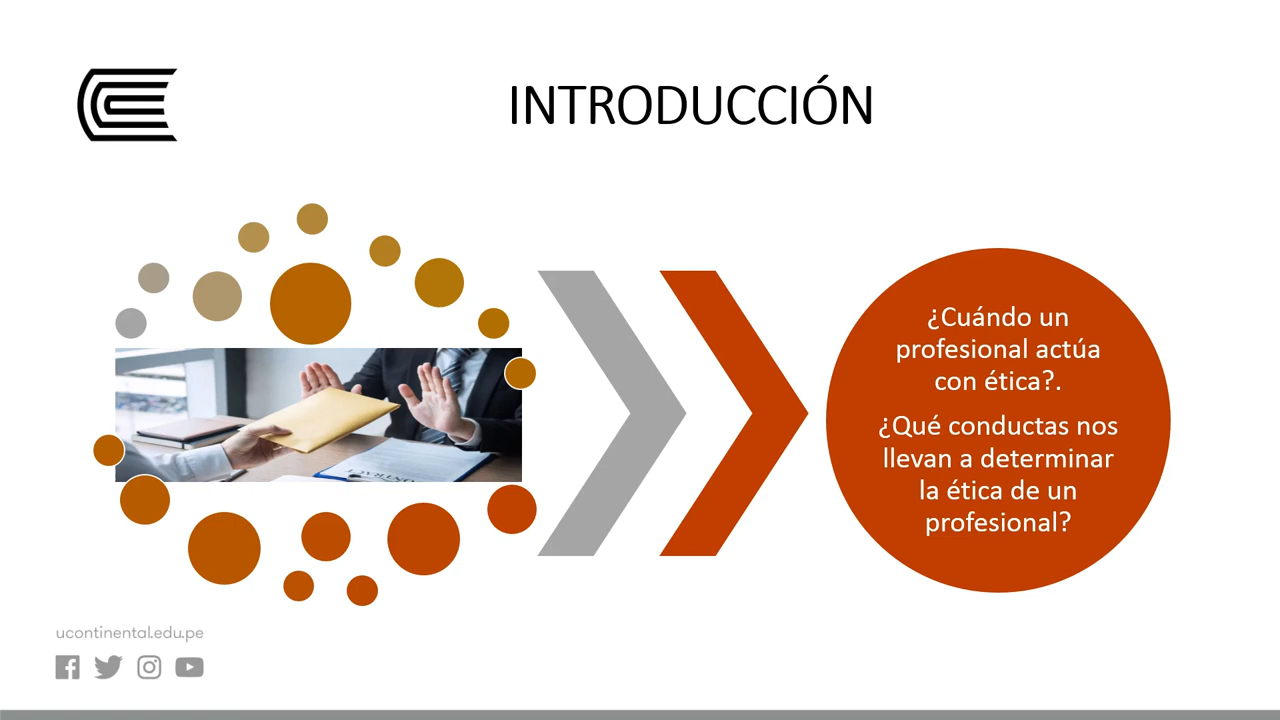 INTRODUCCIÓN
¿Cuándo un
profesional actúa
con ética?.
¿Qué conductas nos
llevan a determinar
la ética de un
profesional?
ucontinental.edu.pe